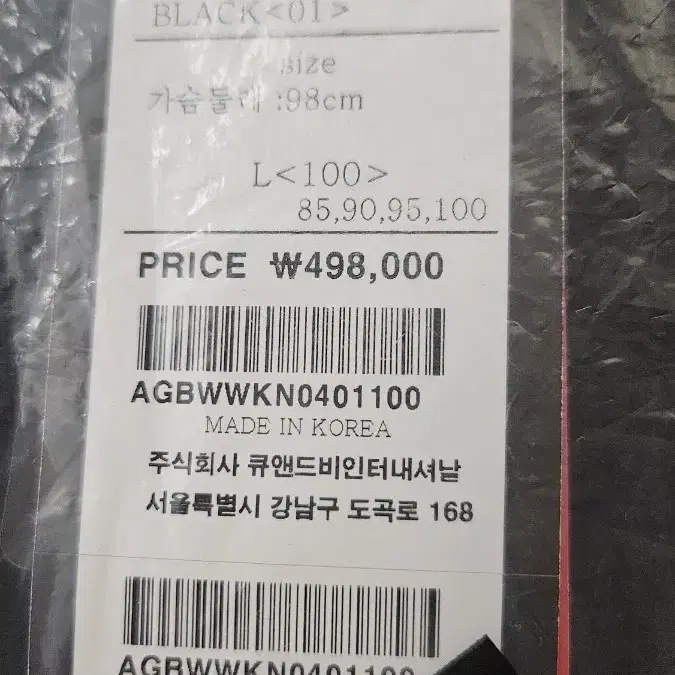 BLACK<01>
size
가슴둘레 :98cm
L<100>
85,90,95,100
PRICE ₩498,000
AGBWWKN0401100
MADE IN KOREA
주식회사 큐앤드비인터내셔날
서울특별시 강남구 도곡로 168
AGBWWKN0401100